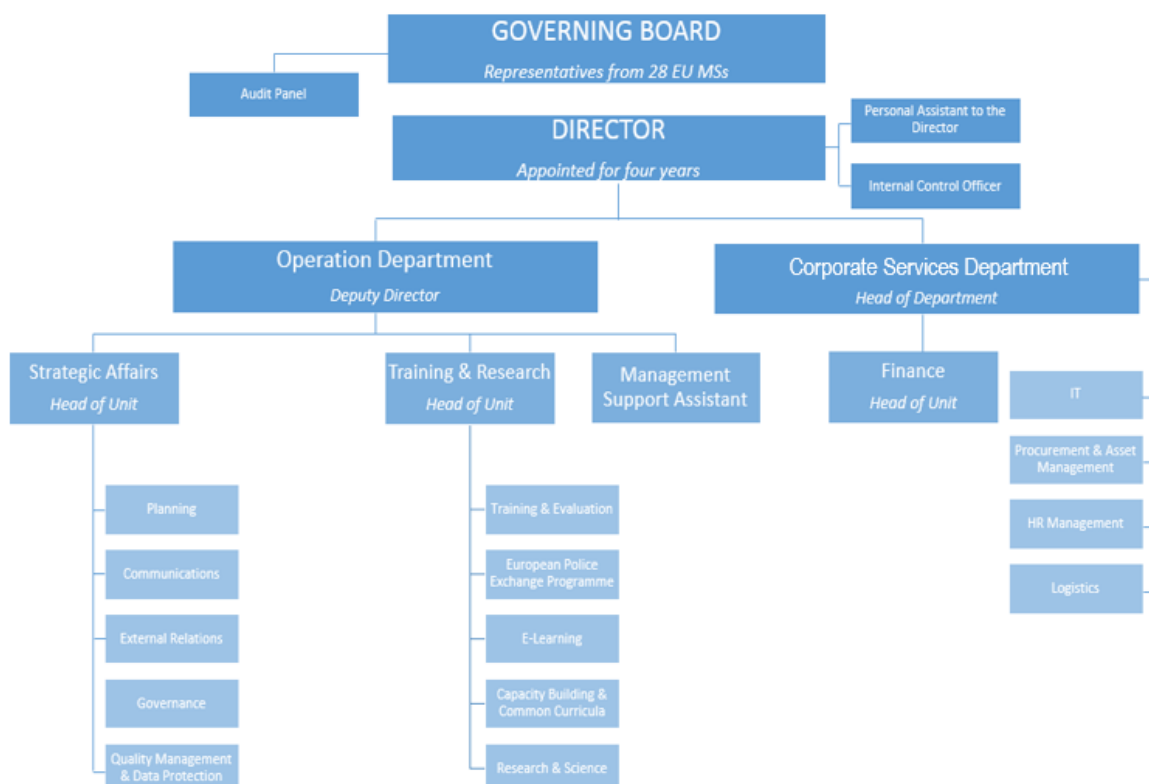 GOVERNING BOARD
Representatives from 28 EU MSs
Audit Panel
DIRECTOR
Appointed for four years
Personal Assistant to the
Director
Internal Control Officer
Operation Department
Deputy Director
Corporate Services Department
Head of Department
Strategic Affairs
Head of Unit
Training & Research
Head of Unit
Management
Support Assistant
Finance
Head of Unit
IT
Procurement & Asset
Management
HR Management
Logistics
Planning
Communications
External Relations
Governance
Quality Management
& Data Protection
Training & Evaluation
European Police
Exchange Programme
E-Learning
Capacity Building &
Common Curricula
Research & Science